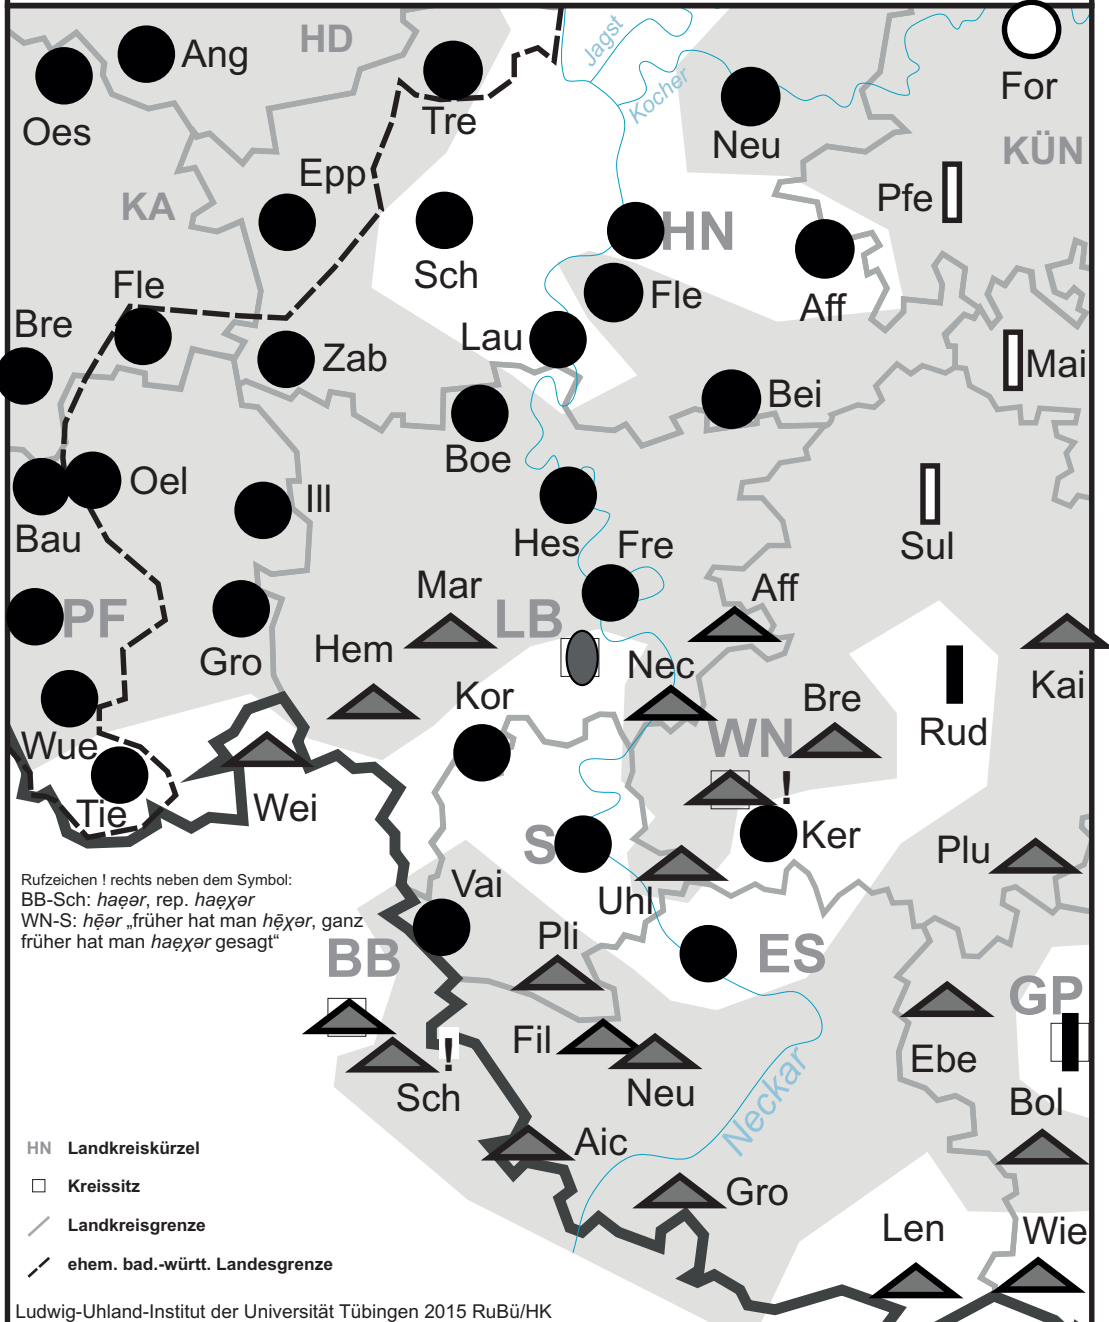 HD
Jagst
Ang
For
Oes
Tre
Kocher
Neu
KÜN
Epp
KA
Pfe
HN
Sch
Fle
Fle
Aff
Bre
Lau
Zab
Mai
Bei
Boe
Oel
Ill
Bau
Hes
Fre
Sul
Mar
Aff
PF
LB
Hem
Gro
Nec
Kai
Kor
Bre
Wue
WN
Rud
!
Tie
Wei
S
Ker
Plu
Vai
Uhl
Rufzeichen ! rechts neben dem Symbol:
BB-Sch: haẹər, rep. haẹχər
WN-S: hẹ̄ər „früher hat man hẹ̄χər, ganz
früher hat man haẹχər gesagt“
Pli
ES
BB
GP
Fil
Ebe
!
Sch
Neu
Neckar
Bol
HN Landkreiskürzel
Aic
Kreissitz
Gro
Landkreisgrenze
Len
Wie
ehem. bad.-württ. Landesgrenze
Ludwig-Uhland-Institut der Universität Tübingen 2015 RuBü/HK